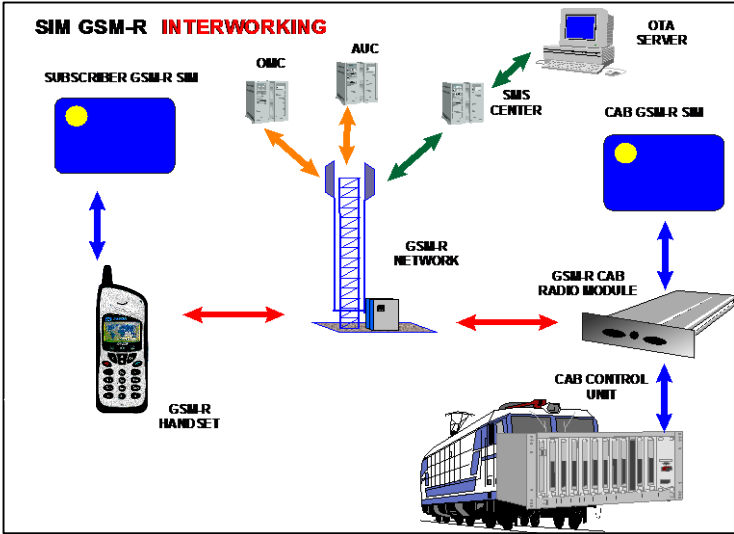 SIM GSM-R INTERWORKING
SUBSCRIBER GSM-R SIM
OMC
AUC
SMS
CENTER
OTA
SERVER
CAB GSM-R SIM
GSM-R
NETWORK
GSM-R CAB
RADIO MODULE
GSM-R
HANDSET
CAB CONTROL
UNIT